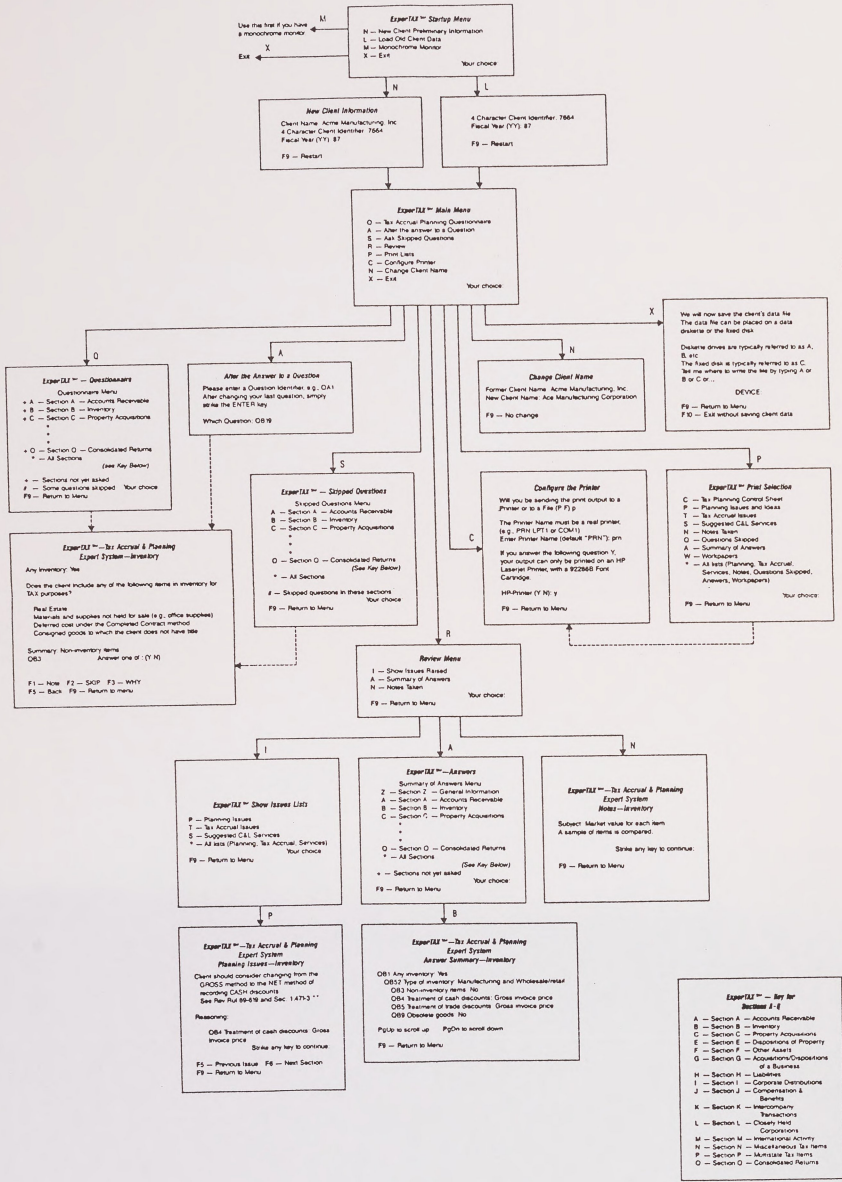 ExperTAX™ Startup Menu
N — New Client Preliminary Information
L — Load Old Client Data
M — Monochrome Monitor
X — Exit
Your choice
M
Use this first if you have
a monochrome monitor
X
Exit
N
L
New Client Information
Client Name: Acme Manufacturing, Inc
4 Character Client Identifier: 7664
Fiscal Year (YY): 87
F9 — Restart
4 Character Client Identifier: 7664
Fiscal Year (YY): 87
F9 — Restart
ExperTAX™ Main Menu
Q — Tax Accrual Planning Questionnaire
A — Alter the answer to a Question
S — Ask Skipped Questions
R — Review
P — Print Lists
C — Configure Printer
N — Change Client Name
X — Exit
Your choice:
Q
A
N
X
S
C
P
R
ExperTAX™ — Questionnaire
Questionnaire Menu
+ A — Section A — Accounts Receivable
+ B — Section B — Inventory
+ C — Section C — Property Acquisitions
*
*
*
+ O — Section O — Consolidated Returns
* — All Sections
(see Key Below)
+ — Sections not yet asked
# — Some questions skipped Your choice
F9 — Return to Menu
Alter the Answer to a Question
Please enter a Question Identifier, e.g., QA1
After changing your last question, simply
strike the ENTER key
Which Question: QB19
Change Client Name
Former Client Name: Acme Manufacturing, Inc.
New Client Name: Ace Manufacturing Corporation
F9 — No change
We will now save the client's data file
The data file can be placed on a data
diskette or the fixed disk
Diskette drives are typically referred to as A,
B, etc
The fixed disk is typically referred to as C.
Tell me where to write the file by typing A or
B or C or...
DEVICE:
F9 — Return to Menu
F10 — Exit without saving client data
ExperTAX™ — Tax Accrual & Planning
Expert System—Inventory
Any Inventory: Yes
Does the client include any of the following items in inventory for
TAX purposes?
Real Estate
Materials and supplies not held for sale (e.g., office supplies)
Deferred cost under the Completed Contract method
Consigned goods to which the client does not have title
Summary: Non-inventory items
QB3 Answer one of : (Y N)
F1 — Note F2 — SKIP F3 — WHY
F5 — Back F9 — Return to menu
ExperTAX™ — Skipped Questions
Skipped Questions Menu
A — Section A — Accounts Receivable
B — Section B — Inventory
C — Section C — Property Acquisitions
*
*
*
O — Section O — Consolidated Returns
(See Key Below)
* — All Sections
# — Skipped questions in these sections
Your choice
F9 — Return to Menu
Configure the Printer
Will you be sending the print output to a
Printer or to a File (P F) p
The Printer Name must be a real printer,
(e.g., PRN LPT1 or COM1)
Enter Printer Name (default "PRN"): prn
If you answer the following question Y,
your output can only be printed on an HP
Laserjet Printer, with a 92286B Font
Cartridge.
HP-Printer (Y N): y
F9 — Return to Menu
ExperTAX™ Print Selection
C — Tax Planning Control Sheet
P — Planning Issues and Ideas
T — Tax Accrual Issues
S — Suggested C&L Services
N — Notes Taken
Q — Questions Skipped
A — Summary of Answers
W — Workpapers
* — All lists (Planning, Tax Accrual,
Services, Notes, Questions Skipped,
Answers, Workpapers)
Your choice:
F9 — Return to Menu
Review Menu
I — Show Issues Raised
A — Summary of Answers
N — Notes Taken
Your choice:
F9 — Return to Menu
I
A
N
ExperTAX™ Show Issues Lists
P — Planning Issues
T — Tax Accrual Issues
S — Suggested C&L Services
* — All lists (Planning, Tax Accrual, Services)
Your choice
F9 — Return to Menu
ExperTAX™—Answers
Summary of Answers Menu
Z — Section Z — General Information
A — Section A — Accounts Receivable
B — Section B — Inventory
C — Section C — Property Acquisitions
*
*
*
O — Section O — Consolidated Returns
* — All Sections
(See Key Below)
+ — Sections not yet asked
Your choice:
F9 — Return to Menu
ExperTAX™—Tax Accrual & Planning
Expert System
Notes—Inventory
Subject: Market value for each item
A sample of items is compared.
Strike any key to continue:
F9 — Return to Menu
P
B
ExperTAX™—Tax Accrual & Planning
Expert System
Planning Issues—Inventory
Client should consider changing from the
GROSS method to the NET method of
recording CASH discounts
See Rev Rul 69-619 and Sec. 1.471-3 **
Reasoning:
QB4 Treatment of cash discounts: Gross
invoice price
Strike any key to continue
F5 — Previous Issue F6 — Next Section
F9 — Return to Menu
ExperTAX™—Tax Accrual & Planning
Expert System
Answer Summary—Inventory
QB1 Any inventory: Yes
QB52 Type of inventory: Manufacturing and Wholesale/retail
QB3 Non-inventory items: No
QB4 Treatment of cash discounts: Gross invoice price
QB5 Treatment of trade discounts: Gross invoice price
QB9 Obsolete goods: No
PgUp to scroll up PgDn to scroll down
F9 — Return to Menu
ExperTAX™ — Key for
A — Section A — Accounts Receivable
B — Section B — Inventory
C — Section C — Property Acquisitions
E — Section E — Dispositions of Property
F — Section F — Other Assets
G — Section G — Acquisitions/Dispositions
of a Business
H — Section H — Liabilities
I — Section I — Corporate Distributions
J — Section J — Compensation &
Benefits
K — Section K — Intercompany
Transactions
L — Section L — Closely Held
Corporations
M — Section M — International Activity
N — Section N — Miscellaneous Tax Items
P — Section P — Multistate Tax Items
O — Section O — Consolidated Returns